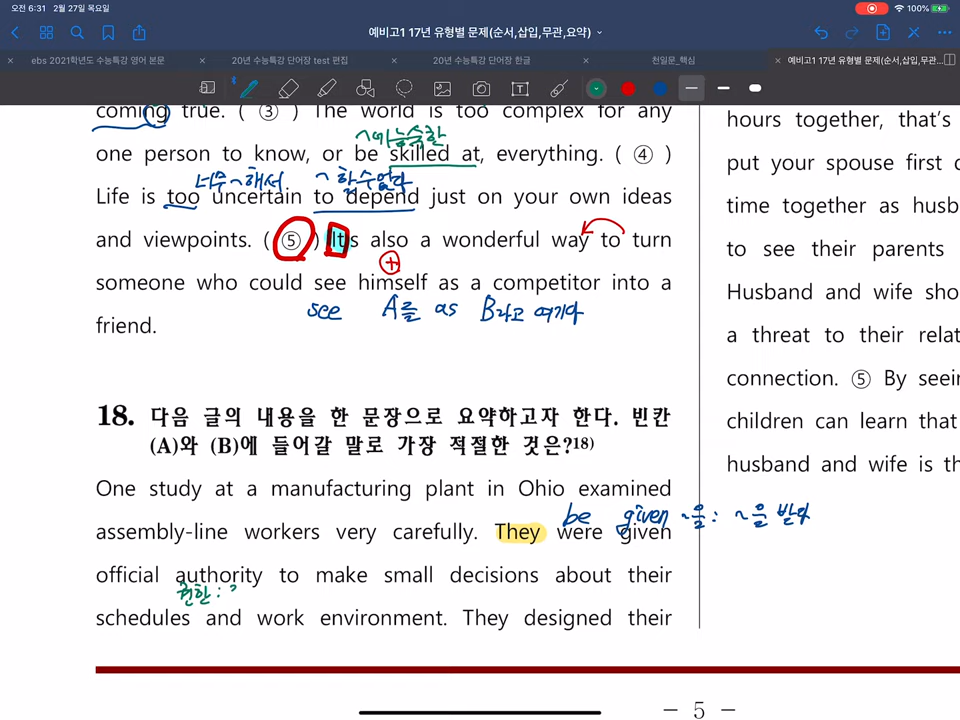 오전 6:31 2월 27일 목요일
100%
예비고1 17년 유형별 문제(순서,삽입,무관,요약)
ebs 2021학년도 수능특강 영어 본문
20년 수능특강 단어장 test 편집
20년 수능특강 단어장 한글
천일문_핵심
예비고1 17년 유형별 문제(순서,삽입,무관,요...
coming true. ( ③ ) The world is too complex for any
~에 능숙한
one person to know, or be skilled at, everything. ( ④ )
너무 ~해서 ~ 할 수 없다
Life is too uncertain to depend just on your own ideas
and viewpoints. ( ⑤ ) It's also a wonderful way to turn
someone who could see himself as a competitor into a
see A를 as B라고 여기다
friend.
18. 다음 글의 내용을 한 문장으로 요약하고자 한다. 빈칸
(A)와 (B)에 들어갈 말로 가장 적절한 것은?18)
One study at a manufacturing plant in Ohio examined
be given ~을 : ~을 받다
assembly-line workers very carefully. They were given
official authority to make small decisions about their
권한 :
schedules and work environment. They designed their
hours together, that's
put your spouse first
time together as husb
to see their parents
Husband and wife sho
a threat to their relat
connection. ⑤ By seein
children can learn that
husband and wife is th
- 5 -